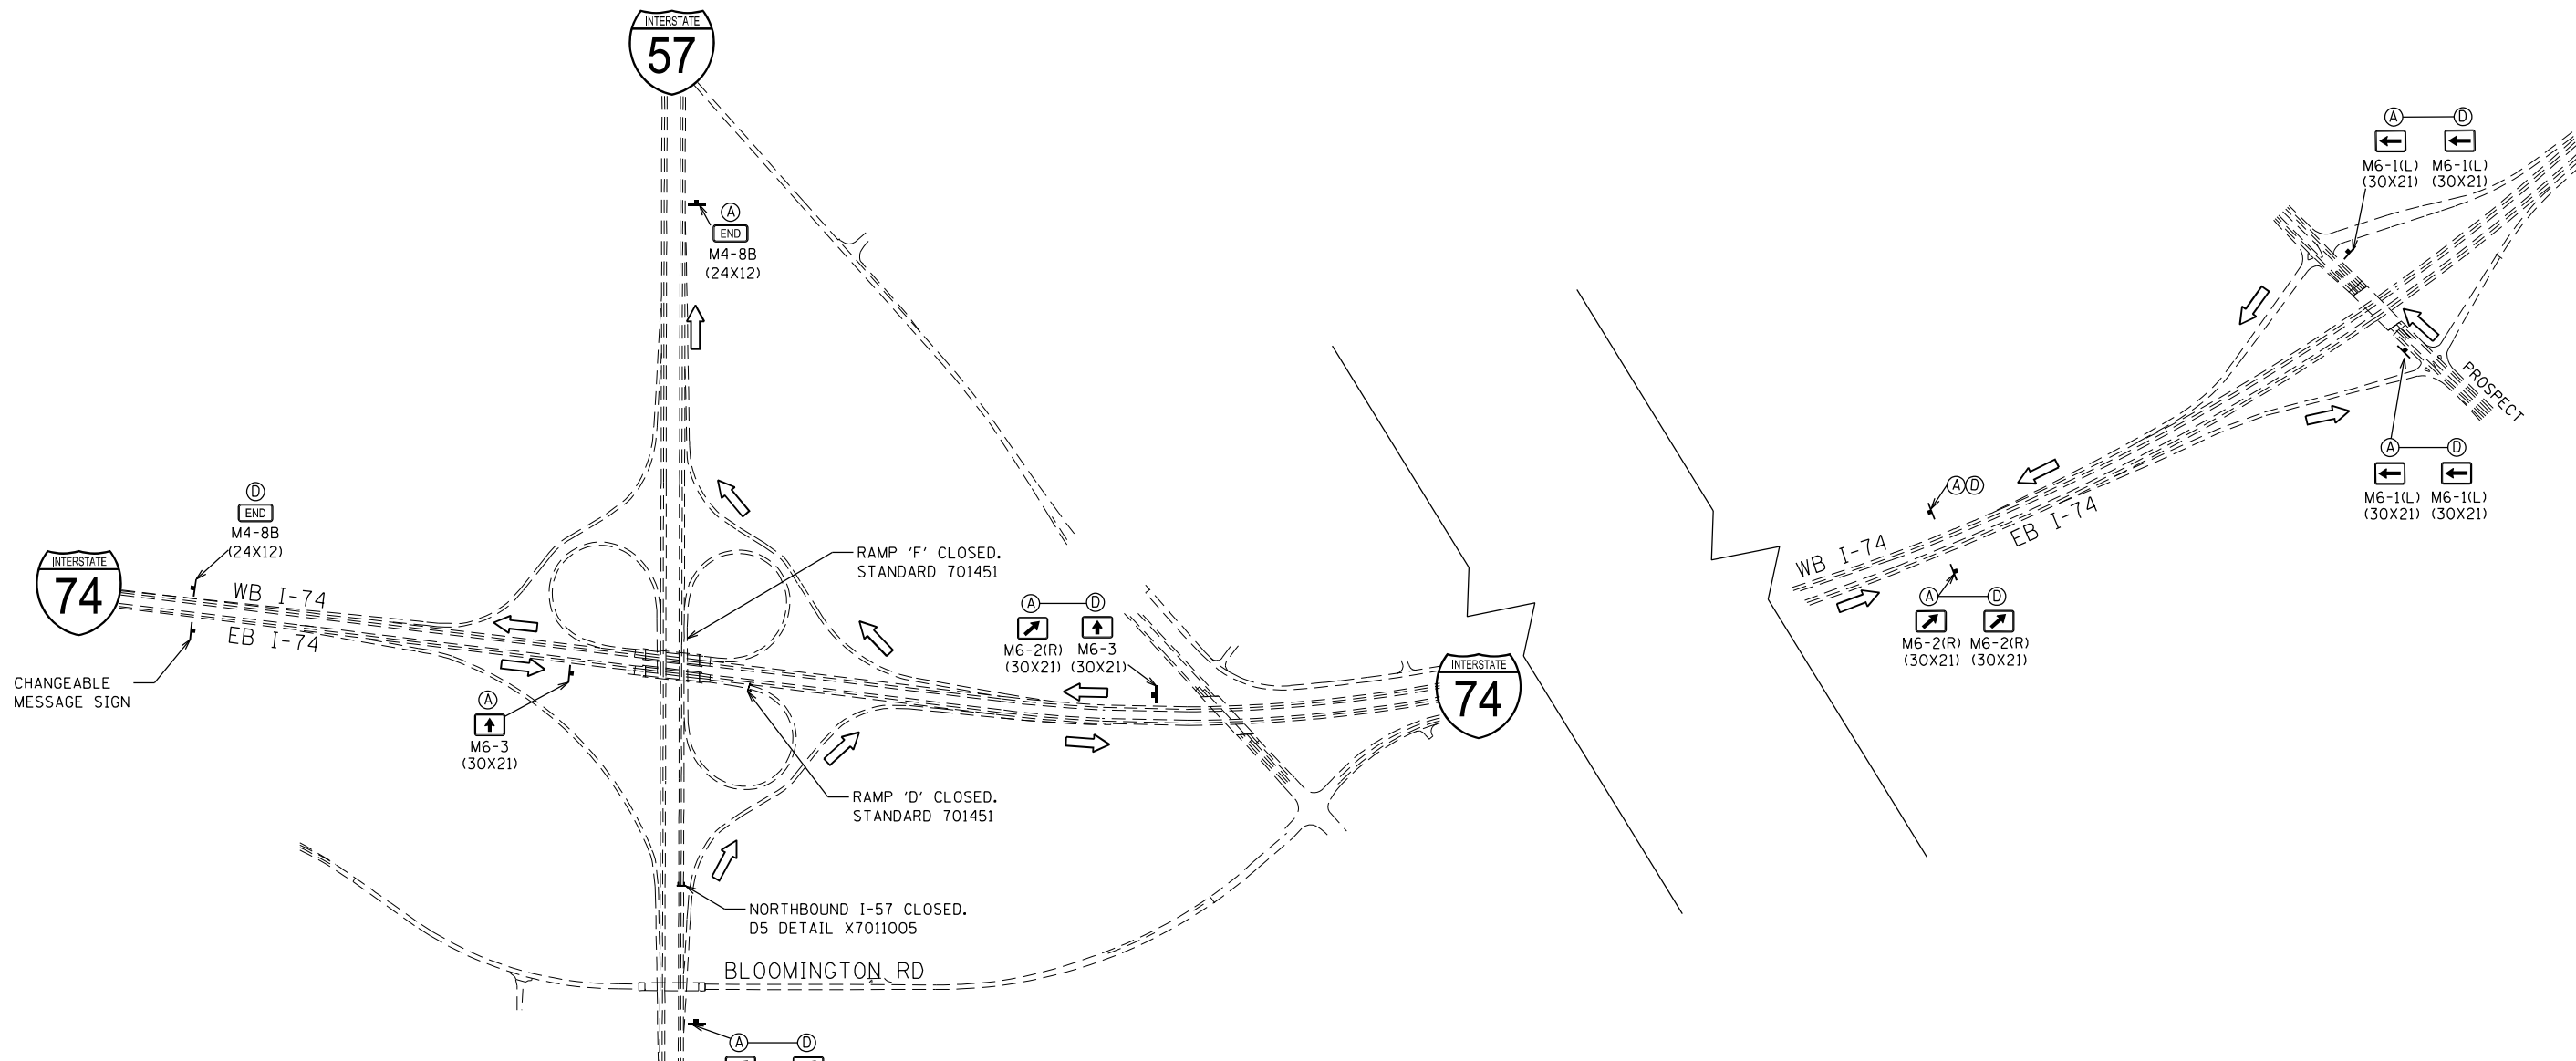 INTERSTATE
57
A
END
M4-8B
(24X12)
A D
M6-1(L) M6-1(L)
(30X21) (30X21)
PROSPECT
A D
M6-1(L) M6-1(L)
(30X21) (30X21)
D
END
M4-8B
(24X12)
INTERSTATE
74
WB I-74
EB I-74
CHANGEABLE
MESSAGE SIGN
A
M6-3
(30X21)
RAMP 'F' CLOSED.
STANDARD 701451
A D
M6-2(R) M6-3
(30X21) (30X21)
INTERSTATE
74
A D
WB I-74
EB I-74
A D
M6-2(R) M6-2(R)
(30X21) (30X21)
RAMP 'D' CLOSED.
STANDARD 701451
NORTHBOUND I-57 CLOSED.
D5 DETAIL X7011005
BLOOMINGTON RD
A D